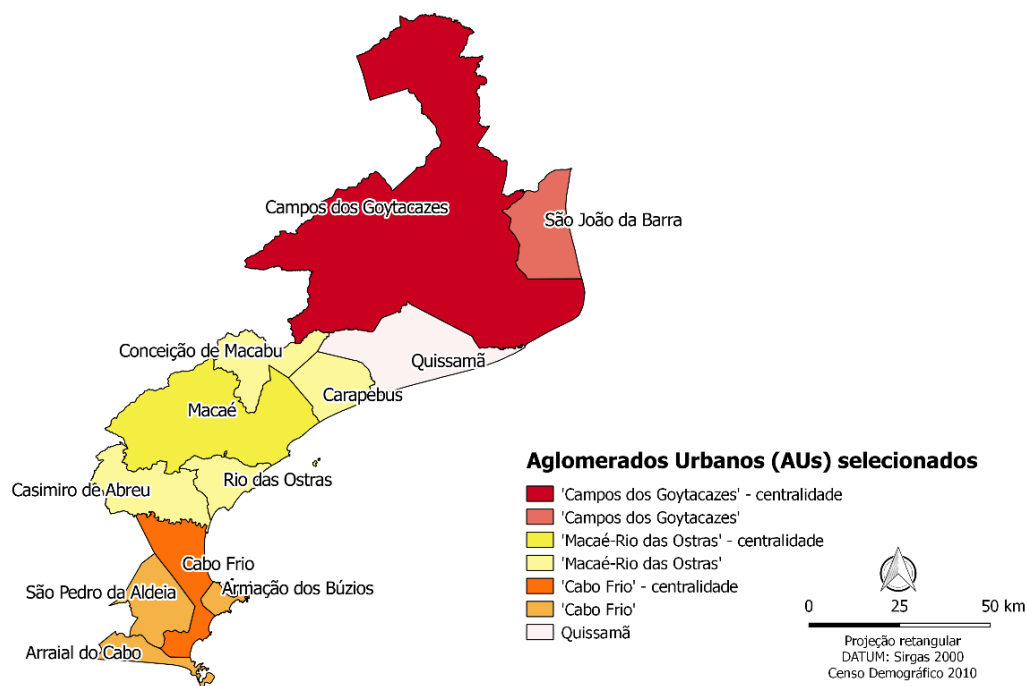 Campos dos Goytacazes
São João da Barra
Conceição de Macabu
Quissamã
Carapebus
Macaé
Rio das Ostras
Casimiro de Abreu
Cabo Frio
Armação dos Búzios
São Pedro da Aldeia
Arraial do Cabo
Aglomerados Urbanos (AUs) selecionados
'Campos dos Goytacazes' - centralidade
'Campos dos Goytacazes'
'Macaé-Rio das Ostras' - centralidade
'Macaé-Rio das Ostras'
'Cabo Frio' - centralidade
'Cabo Frio'
Quissamã
0 25 50 km
Projeção retangular
DATUM: Sirgas 2000
Censo Demográfico 2010